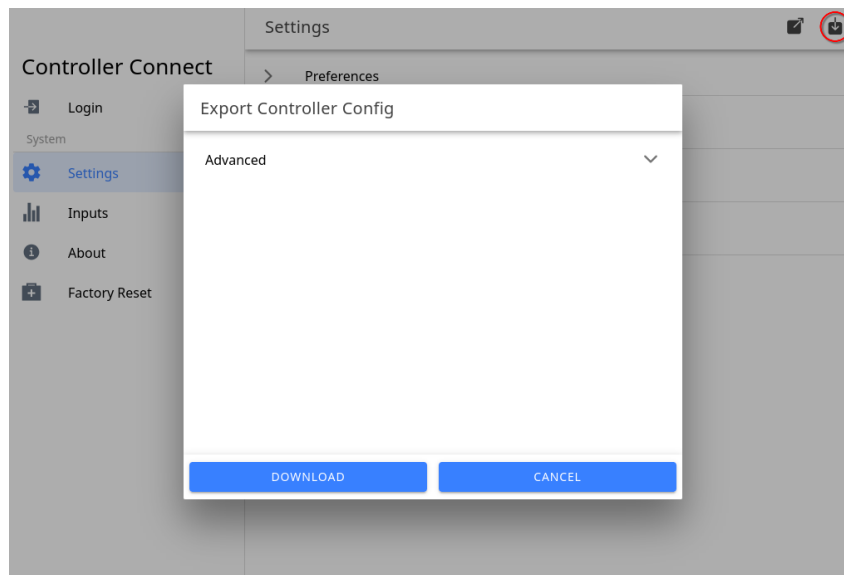 Settings
Controller Connect
Preferences
Login
System
Settings
Inputs
About
Factory Reset
Export Controller Config
Advanced
DOWNLOAD
CANCEL